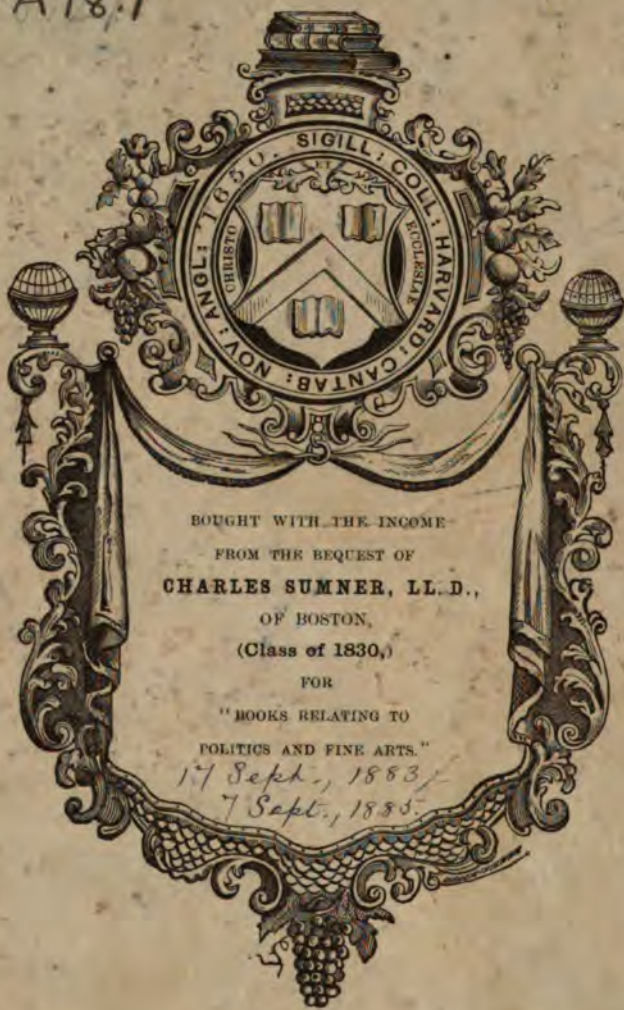 A18.1
SIGILL: COLL: HARVARD: CANTAB: NOV: ANGL: 1650.
ET
CHRISTO
ECCLESIAE
BOUGHT WITH THE INCOME
FROM THE BEQUEST OF
CHARLES SUMNER, LL.D.,
OF BOSTON,
(Class of 1830,)
FOR
"BOOKS RELATING TO
POLITICS AND FINE ARTS."
17 Sept., 1883,
7 Sept., 1885.